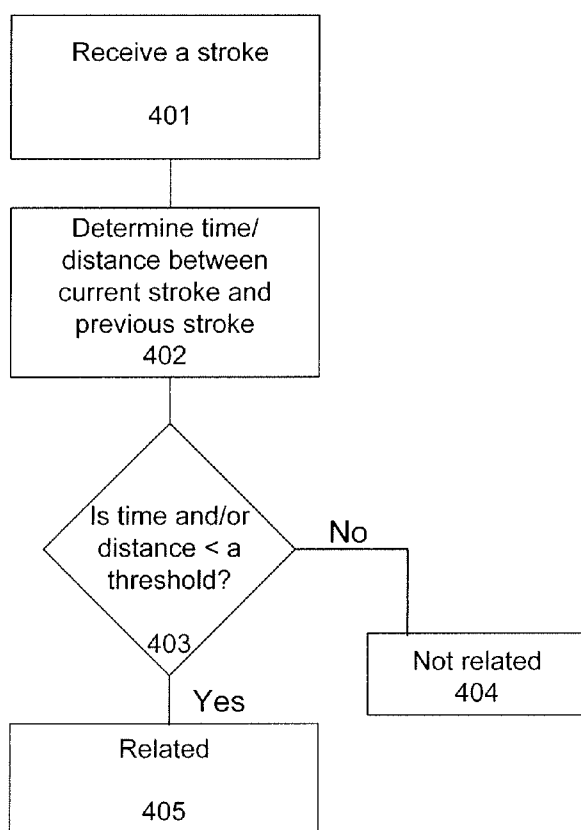 Receive a stroke
401
Determine time/
distance between
current stroke and
previous stroke
402
Is time and/or
distance < a
threshold?
403
No
Not related
404
Yes
Related
405